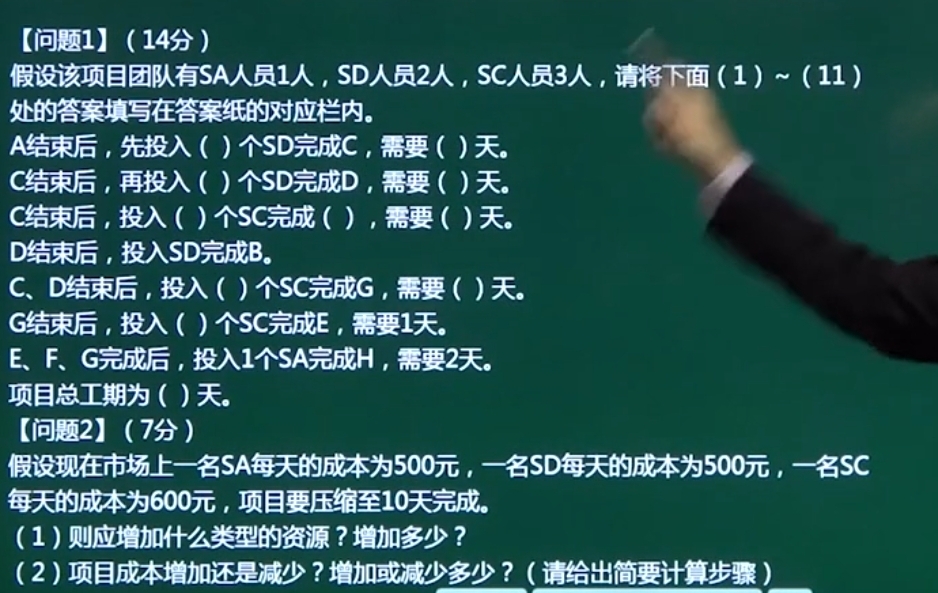 【问题1】（14分）
假设该项目团队有SA人员1人，SD人员2人，SC人员3人，请将下面（1）~（11）
处的答案填写在答案纸的对应栏内。
A结束后，先投入（ ）个SD完成C，需要（ ）天。
C结束后，再投入（ ）个SD完成D，需要（ ）天。
C结束后，投入（ ）个SC完成（ ），需要（ ）天。
D结束后，投入SD完成B。
C、D结束后，投入（ ）个SC完成G，需要（ ）天。
G结束后，投入（ ）个SC完成E，需要1天。
E、F、G完成后，投入1个SA完成H，需要2天。
项目总工期为（ ）天。
【问题2】（7分）
假设现在市场上一名SA每天的成本为500元，一名SD每天的成本为500元，一名SC
每天的成本为600元，项目要压缩至10天完成。
（1）则应增加什么类型的资源？增加多少？
（2）项目成本增加还是减少？增加或减少多少？（请给出简要计算步骤）